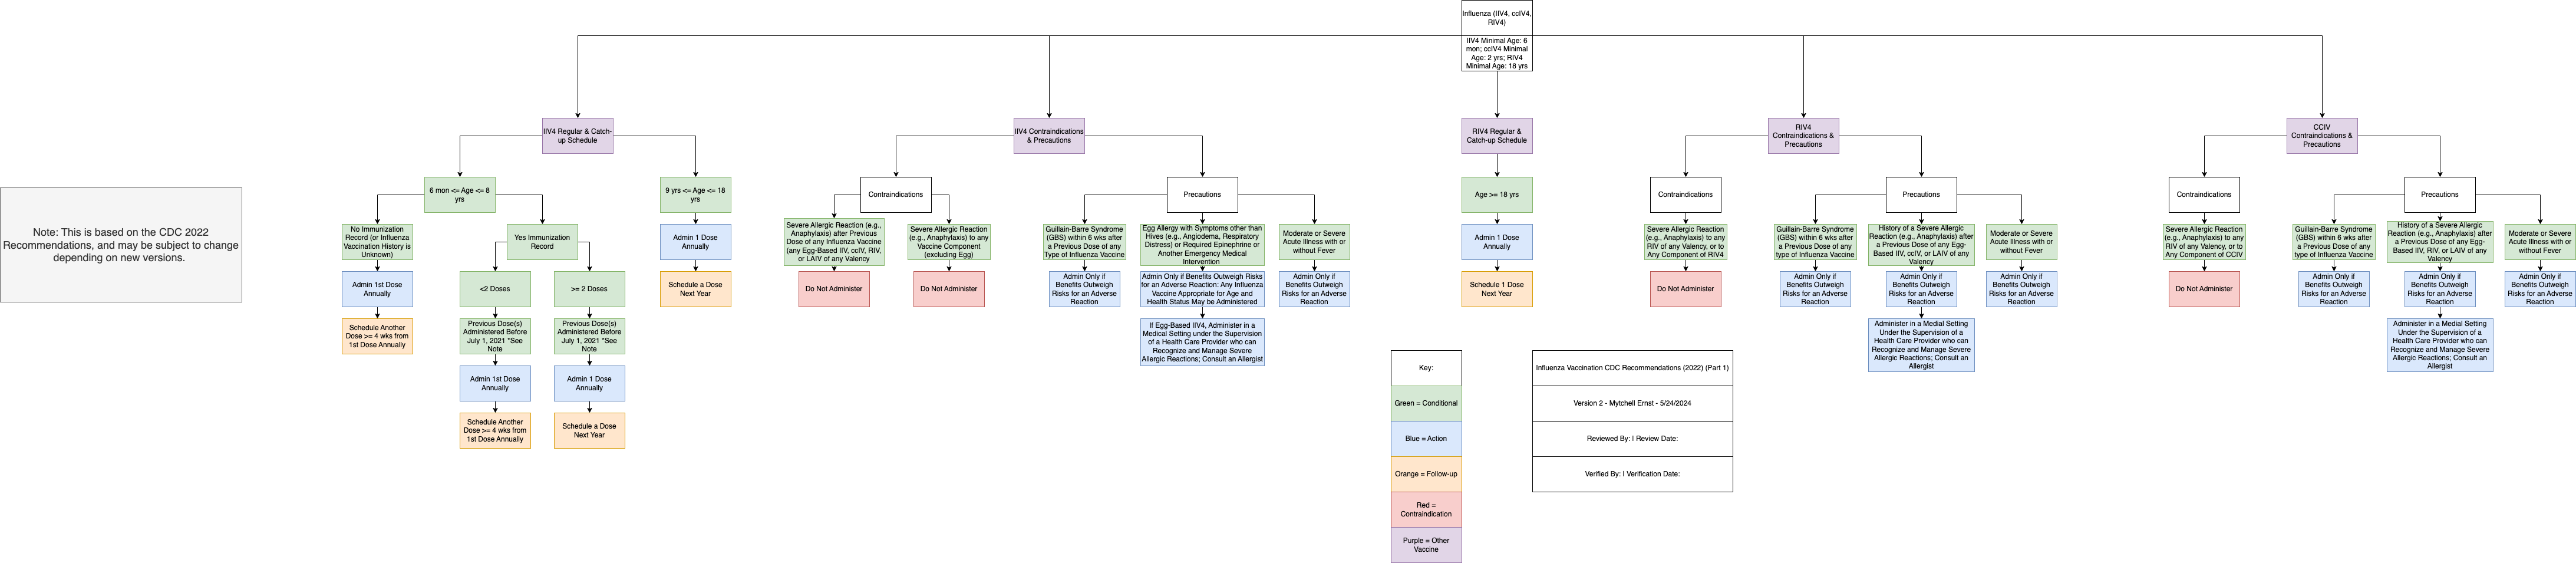 Influenza (IIV4, ccIV4,
RIV4)
IIV4 Minimal Age: 6
mon; ccIV4 Minimal
Age: 2 yrs; RIV4
Minimal Age: 18 yrs
IIV4 Regular & Catch-
up Schedule
6 mon <= Age <= 8
yrs
No Immunization
Record (or Influenza
Vaccination History is
Unknown)
Admin 1st Dose
Annually
Schedule Another
Dose >= 4 wks from
1st Dose Annually
Yes Immunization
Record
<2 Doses
Previous Dose(s)
Administered Before
July 1, 2021 *See
Note
Admin 1st Dose
Annually
Schedule Another
Dose >= 4 wks from
1st Dose Annually
>= 2 Doses
Previous Dose(s)
Administered Before
July 1, 2021 *See
Note
Admin 1 Dose
Annually
Schedule a Dose
Next Year
9 yrs <= Age <= 18
yrs
Admin 1 Dose
Annually
Schedule a Dose
Next Year
IIV4 Contraindications
& Precautions
Contraindications
Severe Allergic Reaction (e.g.,
Anaphylaxis) after Previous
Dose of any Influenza Vaccine
(any Egg-Based IIV, ccIV, RIV,
or LAIV of any Valency
Do Not Administer
Severe Allergic Reaction
(e.g., Anaphylaxis) to any
Vaccine Component
(excluding Egg)
Do Not Administer
Precautions
Guillain-Barre Syndrome
(GBS) within 6 wks after
a Previous Dose of Any
Type of Influenza Vaccine
Admin Only if
Benefits Outweigh
Risks for an Adverse
Reaction
Egg Allergy with Symptoms other than
Hives (e.g., Angiodema, Respiratory
Distress) or Required Epinephrine or
Another Emergency Medical
Intervention
Admin Only if Benefits Outweigh Risks
for an Adverse Reaction: Any Influenza
Vaccine Appropriate for Age and
Health Status May be Administered
If Egg-Based IIV4, Administer in a
Medical Setting under the Supervision
of a Health Care Provider who can
Recognize and Manage Severe
Allergic Reactions; Consult an Allergist
Moderate or Severe
Acute Illness with or
without Fever
Admin Only if
Benefits Outweigh
Risks for an Adverse
Reaction
RIV4 Regular &
Catch-up Schedule
Age >= 18 yrs
Admin 1 Dose
Annually
Schedule 1 Dose
Next Year
RIV4
Contraindications &
Precautions
Contraindications
Severe Allergic Reaction
(e.g., Anaphylaxis) to any
RIV of any Valency, or to
Any Component of RIV4
Do Not Administer
Precautions
Guillain-Barre Syndrome
(GBS) within 6 wks after
a Previous Dose of any
type of Influenza Vaccine
Admin Only if
Benefits Outweigh
Risks for an Adverse
Reaction
History of a Severe Allergic
Reaction (e.g., Anaphylaxis) after
a Previous Dose of any Egg-
Based IIV, ccIV, or LAIV of any
Valency
Admin Only if
Benefits Outweigh
Risks for an Adverse
Reaction
Administer in a Medial Setting
Under the Supervision of a
Health Care Provider who can
Recognize and Manage Severe
Allergic Reactions; Consult an
Allergist
Moderate or Severe
Acute Illness with or
without Fever
Admin Only if
Benefits Outweigh
Risks for an Adverse
Reaction
CCIV
Contraindications &
Precautions
Contraindications
Severe Allergic Reaction
(e.g., Anaphylaxis) to any
RIV of any Valency, or to
Any Component of CCIV
Do Not Administer
Precautions
Guillain-Barre Syndrome
(GBS) within 6 wks after
a Previous Dose of any
type of Influenza Vaccine
Admin Only if
Benefits Outweigh
Risks for an Adverse
Reaction
History of a Severe Allergic
Reaction (e.g., Anaphylaxis) after
a Previous Dose of any Egg-
Based IIV, RIV, or LAIV of any
Valency
Admin Only if
Benefits Outweigh
Risks for an Adverse
Reaction
Administer in a Medial Setting
Under the Supervision of a
Health Care Provider who can
Recognize and Manage Severe
Allergic Reactions; Consult an
Allergist
Moderate or Severe
Acute Illness with or
without Fever
Admin Only if
Benefits Outweigh
Risks for an Adverse
Reaction
Note: This is based on the CDC 2022
Recommendations, and may be subject to change
depending on new versions.
Key:
Green = Conditional
Blue = Action
Orange = Follow-up
Red =
Contraindication
Purple = Other
Vaccine
Influenza Vaccination CDC Recommendations (2022) (Part 1)
Version 2 - Mytchell Ernst - 5/24/2024
Reviewed By: | Review Date:
Verified By: | Verification Date: